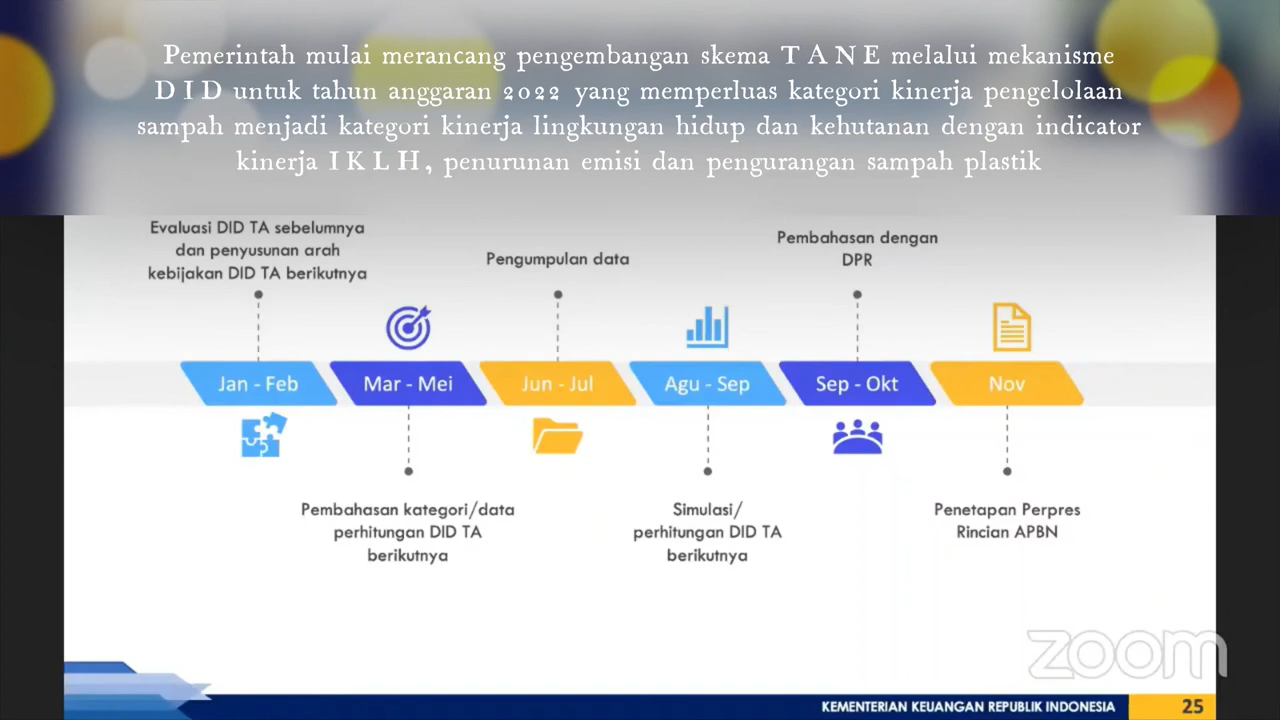 Pemerintah mulai merancang pengembangan skema TANE melalui mekanisme
DID untuk tahun anggaran 2022 yang memperluas kategori kinerja pengelolaan
sampah menjadi kategori kinerja lingkungan hidup dan kehutanan dengan indicator
kinerja IKLH, penurunan emisi dan pengurangan sampah plastik
Evaluasi DID TA sebelumnya
dan penyusunan arah
kebijakan DID TA berikutnya
Pengumpulan data
Pembahasan dengan
DPR
Jan - Feb
Mar - Mei
Jun - Jul
Agu - Sep
Sep - Okt
Nov
Pembahasan kategori/data
perhitungan DID TA
berikutnya
Simulasi/
perhitungan DID TA
berikutnya
Penetapan Perpres
Rincian APBN
zoom
KEMENTERIAN KEUANGAN REPUBLIK INDONESIA
25